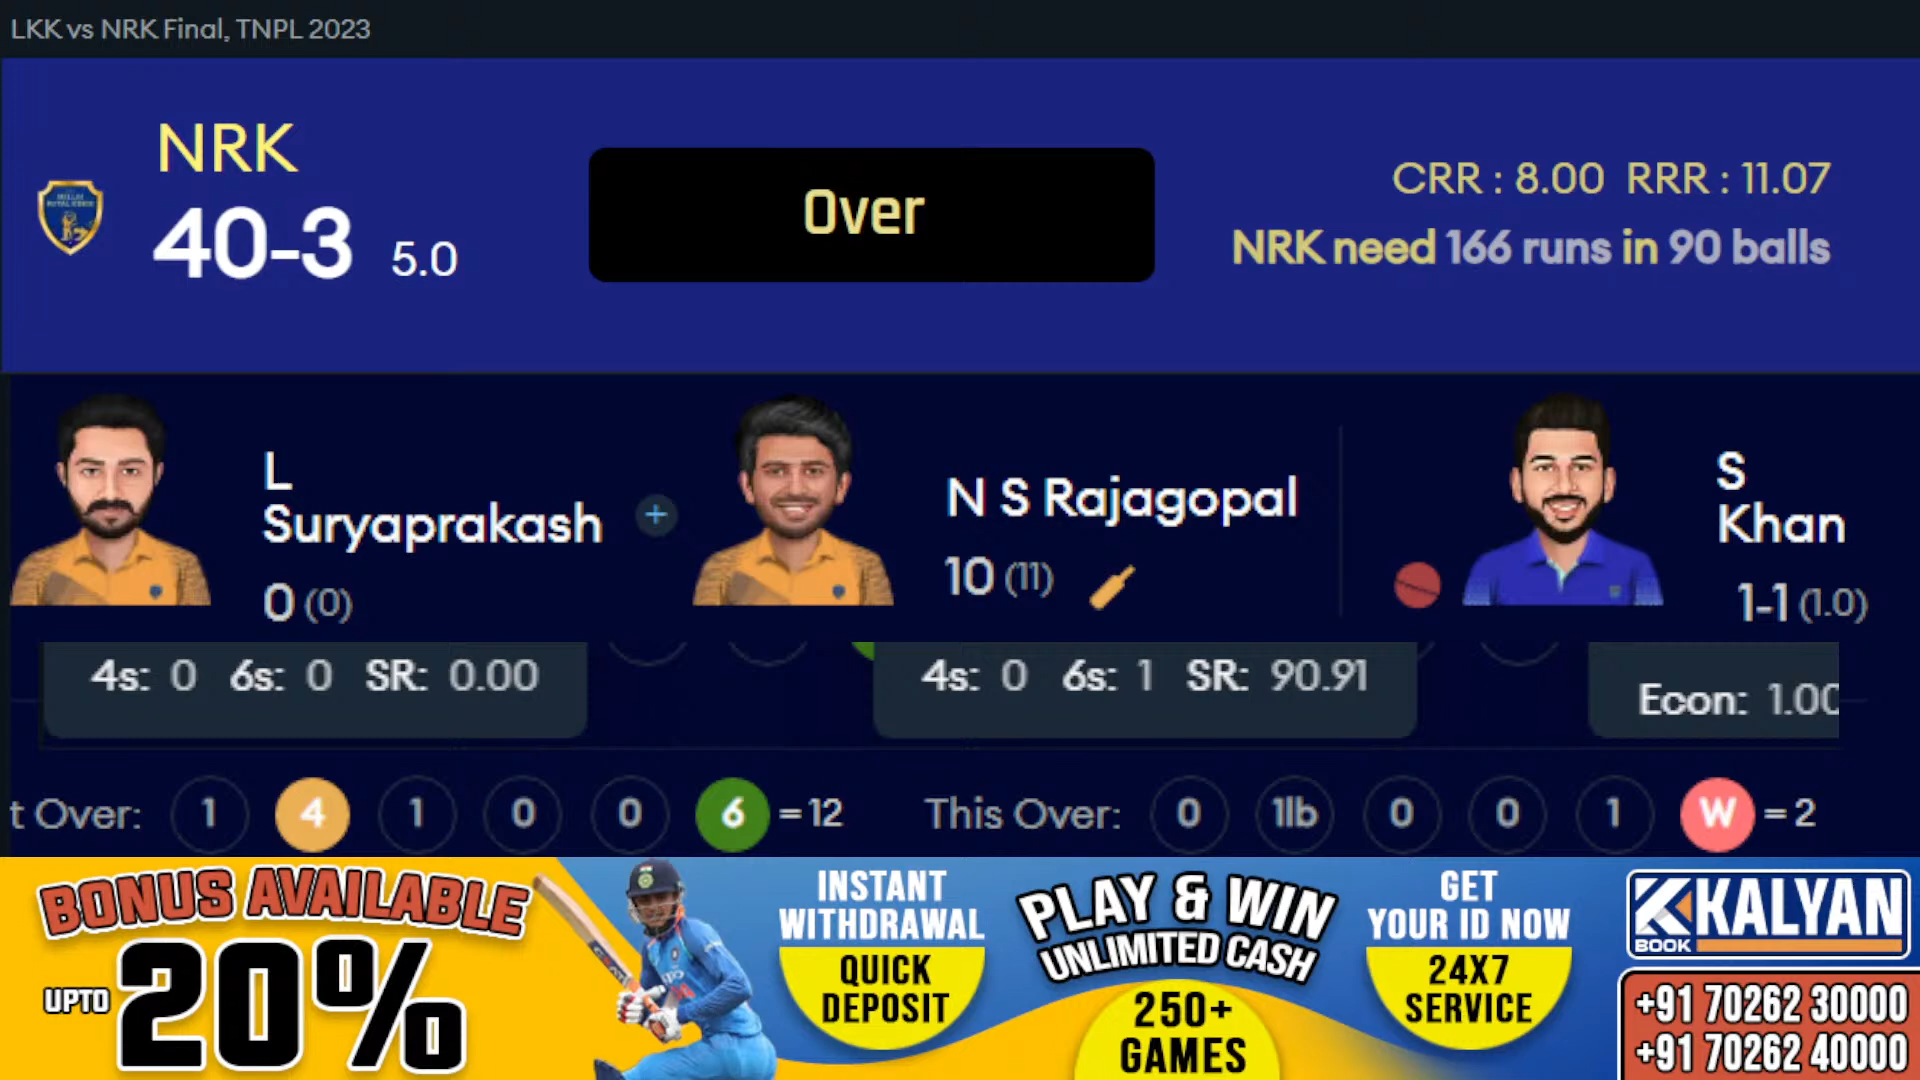 LKK vs NRK Final, TNPL 2023
NRK
40-3 5.0
Over
CRR : 8.00 RRR : 11.07
NRK need 166 runs in 90 balls
L
Suryaprakash
0 (0)
+
N S Rajagopal
10 (11)
S
Khan
1-1 (1.0)
4s: 0 6s: 0 SR: 0.00
4s: 0 6s: 1 SR: 90.91
Econ: 1.00
t Over: 1 4 1 0 0 6 = 12
This Over: 0 1lb 0 0 1 W = 2
BONUS AVAILABLE
UPTO 20%
INSTANT
WITHDRAWAL
QUICK
DEPOSIT
PLAY & WIN
UNLIMITED CASH
250+
GAMES
GET
YOUR ID NOW
24X7
SERVICE
KALYAN
BOOK
+91 70262 30000
+91 70262 40000